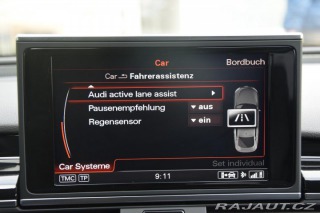 Car
Bordbuch
Car Fahrerassistenz
Audi active lane assist
Pausenempfehlung aus
Regensensor ein
Car Systeme
Set individual
TMC TP
9:11
RAJAUT.CZ